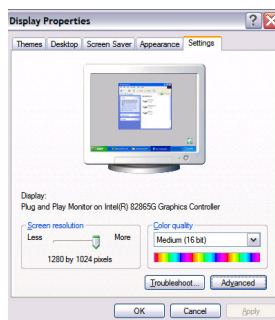 Display Properties
Themes Desktop Screen Saver Appearance Settings
Display:
Plug and Play Monitor on Intel(R) 82865G Graphics Controller
Screen resolution
Less More
1280 by 1024 pixels
Color quality
Medium (16 bit)
Troubleshoot... Advanced
OK Cancel Apply